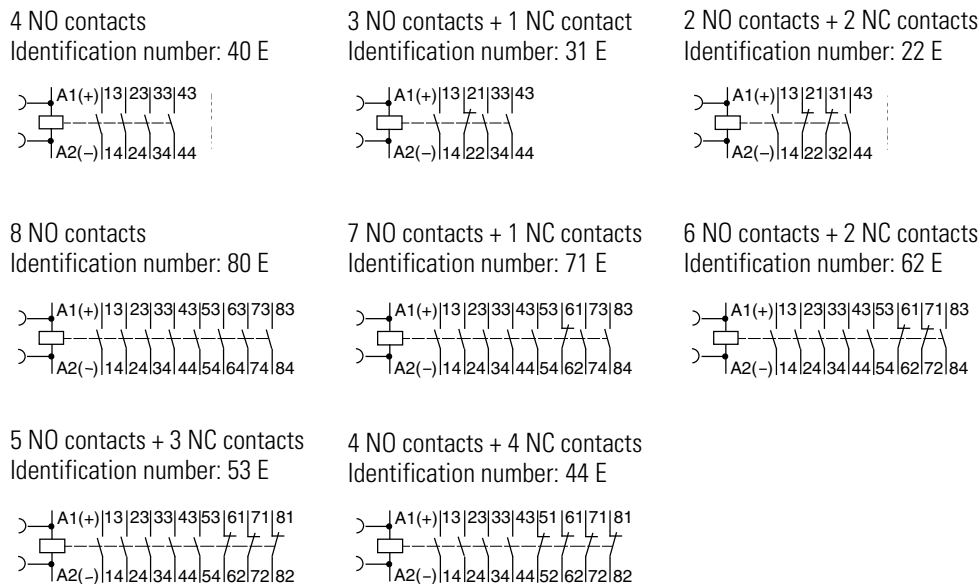 4 NO contacts
Identification number: 40 E
A1(+) 13 23 33 43
A2(−) 14 24 34 44
3 NO contacts + 1 NC contact
Identification number: 31 E
A1(+) 13 21 33 43
A2(−) 14 22 34 44
2 NO contacts + 2 NC contacts
Identification number: 22 E
A1(+) 13 21 31 43
A2(−) 14 22 32 44
8 NO contacts
Identification number: 80 E
A1(+) 13 23 33 43 53 63 73 83
A2(−) 14 24 34 44 54 64 74 84
7 NO contacts + 1 NC contacts
Identification number: 71 E
A1(+) 13 23 33 43 53 61 73 83
A2(−) 14 24 34 44 54 62 74 84
6 NO contacts + 2 NC contacts
Identification number: 62 E
A1(+) 13 23 33 43 53 61 71 83
A2(−) 14 24 34 44 54 62 72 84
5 NO contacts + 3 NC contacts
Identification number: 53 E
A1(+) 13 23 33 43 53 61 71 81
A2(−) 14 24 34 44 54 62 72 82
4 NO contacts + 4 NC contacts
Identification number: 44 E
A1(+) 13 23 33 43 51 61 71 81
A2(−) 14 24 34 44 52 62 72 82